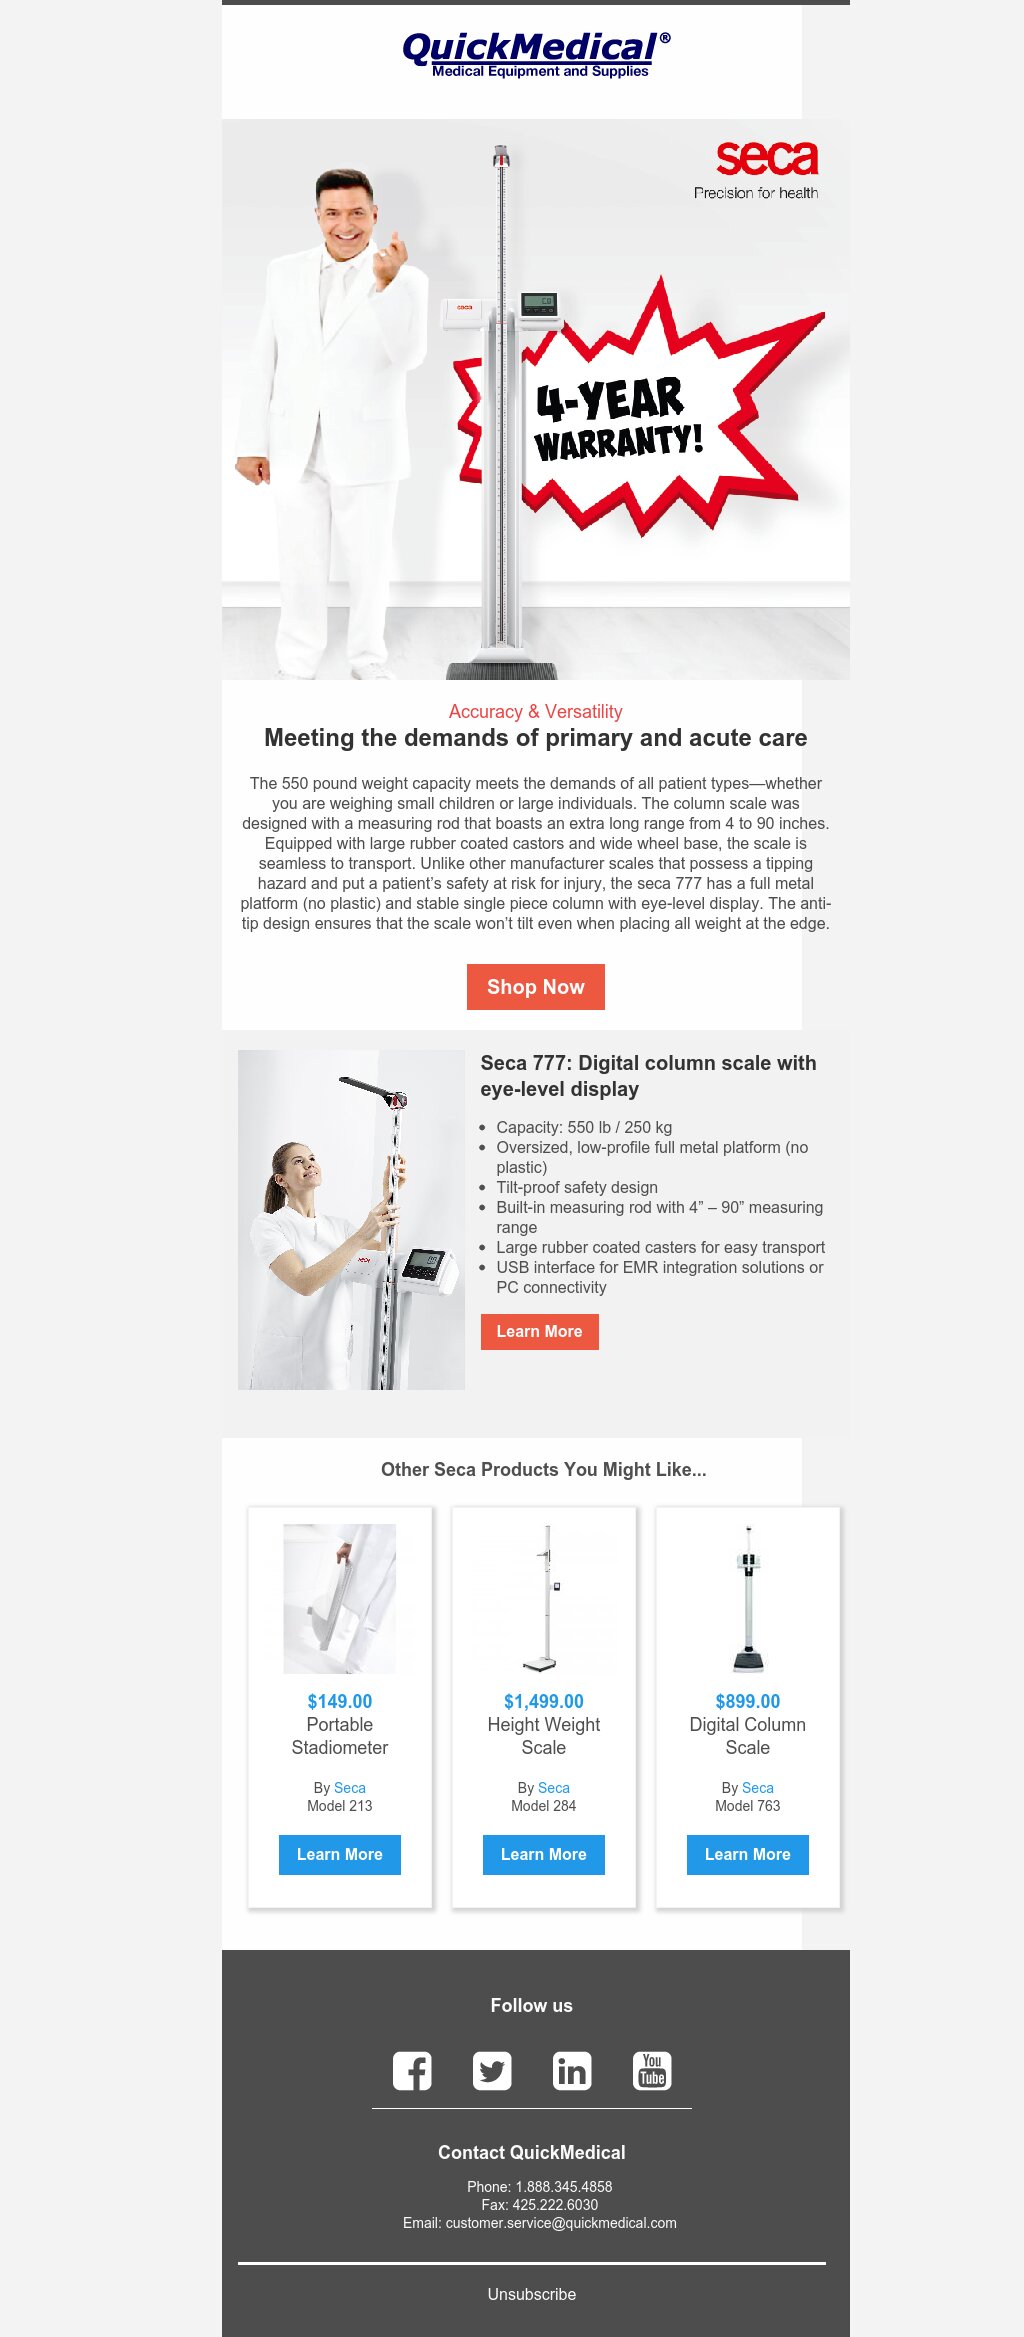 QuickMedical®
Medical Equipment and Supplies
seca
Precision for health
seca
4-YEAR
WARRANTY!
Accuracy & Versatility
Meeting the demands of primary and acute care
The 550 pound weight capacity meets the demands of all patient types—whether
you are weighing small children or large individuals. The column scale was
designed with a measuring rod that boasts an extra long range from 4 to 90 inches.
Equipped with large rubber coated castors and wide wheel base, the scale is
seamless to transport. Unlike other manufacturer scales that possess a tipping
hazard and put a patient’s safety at risk for injury, the seca 777 has a full metal
platform (no plastic) and stable single piece column with eye-level display. The anti-
tip design ensures that the scale won’t tilt even when placing all weight at the edge.
Shop Now
Seca 777: Digital column scale with
eye-level display
• Capacity: 550 lb / 250 kg
• Oversized, low-profile full metal platform (no
plastic)
• Tilt-proof safety design
• Built-in measuring rod with 4” – 90” measuring
range
• Large rubber coated casters for easy transport
• USB interface for EMR integration solutions or
PC connectivity
Learn More
Other Seca Products You Might Like...
$149.00
Portable
Stadiometer
By Seca
Model 213
Learn More
$1,499.00
Height Weight
Scale
By Seca
Model 284
Learn More
$899.00
Digital Column
Scale
By Seca
Model 763
Learn More
Follow us
You
Tube
Contact QuickMedical
Phone: 1.888.345.4858
Fax: 425.222.6030
Email: customer.service@quickmedical.com
Unsubscribe